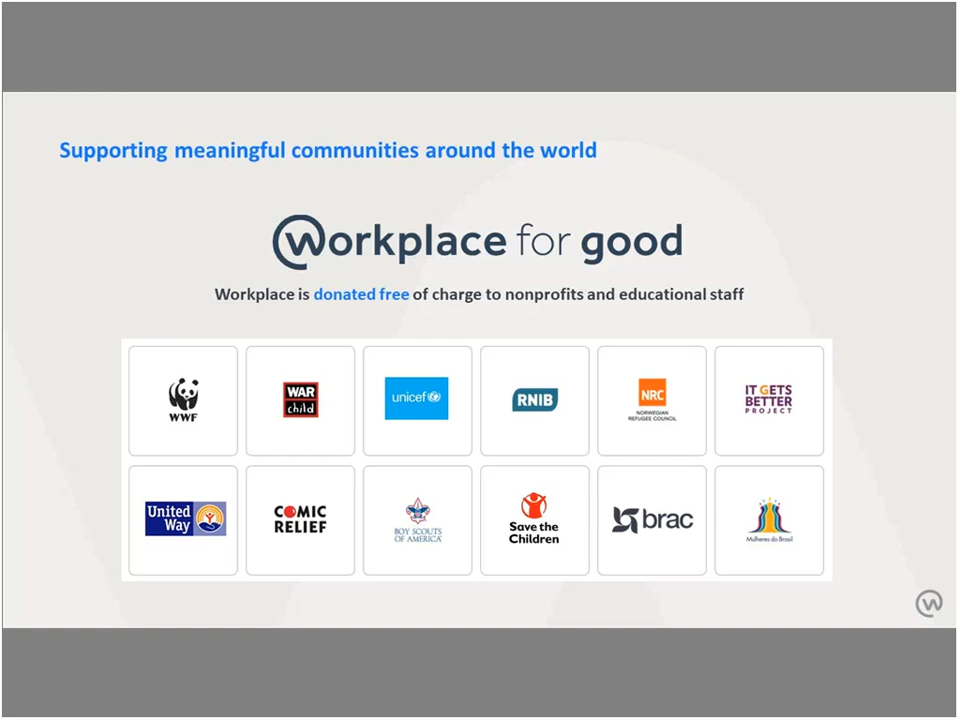 Supporting meaningful communities around the world
Workplace for good
Workplace is donated free of charge to nonprofits and educational staff
WWF
WAR
child
unicef
RNIB
NRC
NORWEGIAN
REFUGEE COUNCIL
IT GETS
BETTER
PROJECT
United
Way
COMIC
RELIEF
BOY SCOUTS
OF AMERICA
Save the
Children
brac
Mulheres do Brasil
W